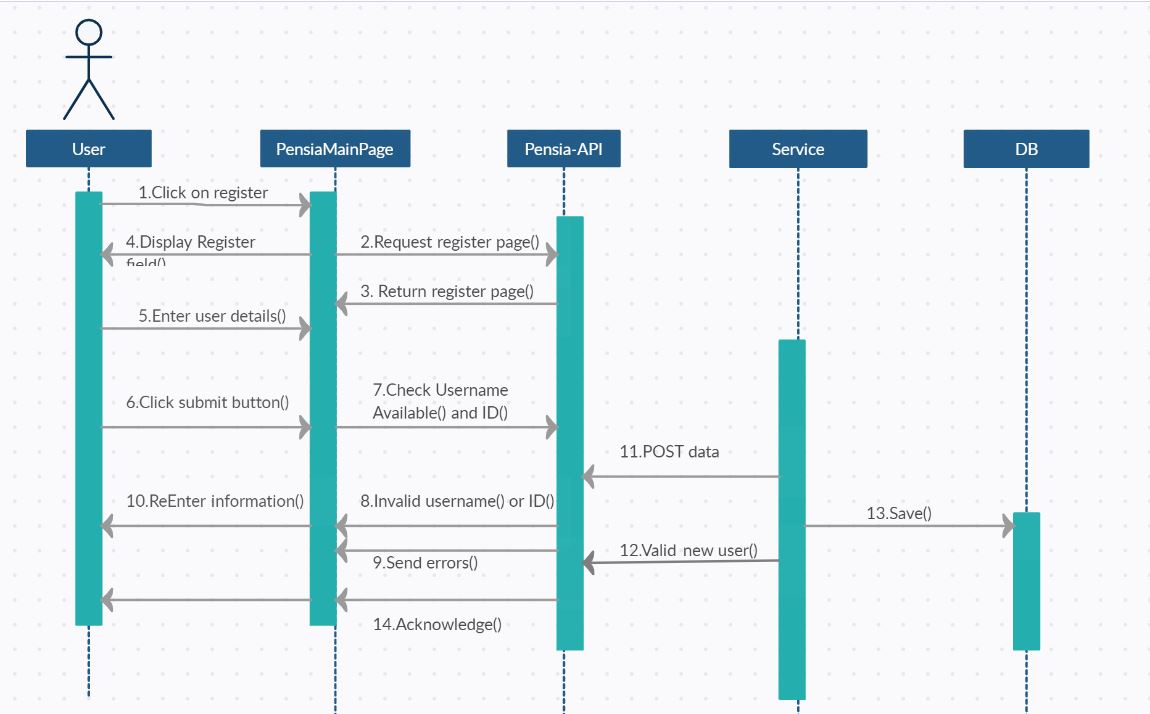 User
PensiaMainPage
Pensia-API
Service
DB
1.Click on register
4.Display Register
field()
2.Request register page()
3. Return register page()
5.Enter user details()
6.Click submit button()
7.Check Username
Available() and ID()
11.POST data
10.ReEnter information()
8.Invalid username() or ID()
13.Save()
9.Send errors()
12.Valid new user()
14.Acknowledge()